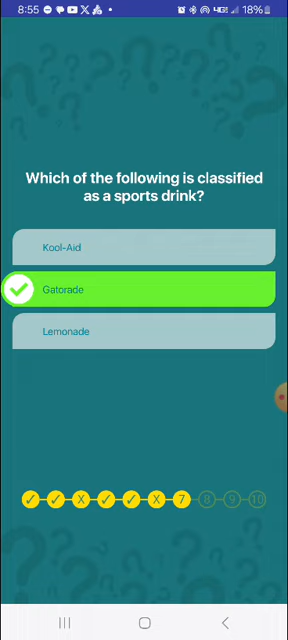 8:55 18%
Which of the following is classified
as a sports drink?
Kool-Aid
Gatorade
Lemonade
✓ ✓ X ✓ ✓ X 7 8 9 10